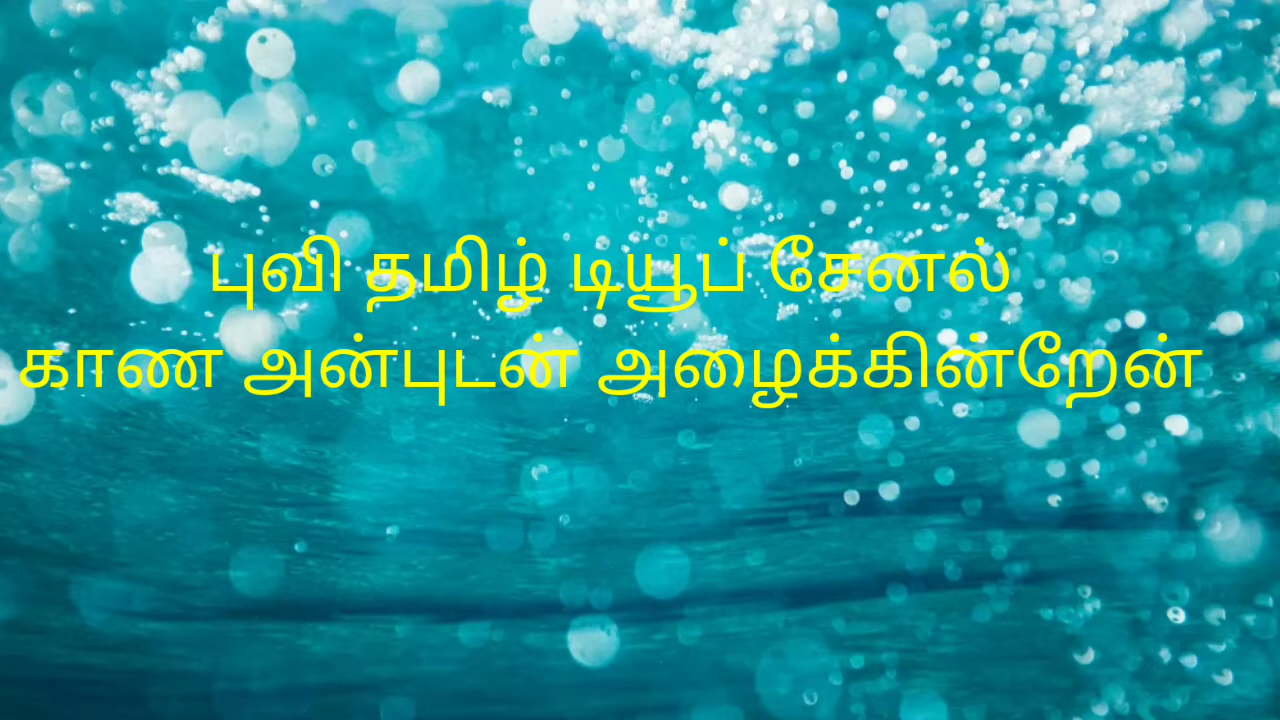 புவி தமிழ் டியூப் சேனல்
காண அன்புடன் அழைக்கின்றேன்